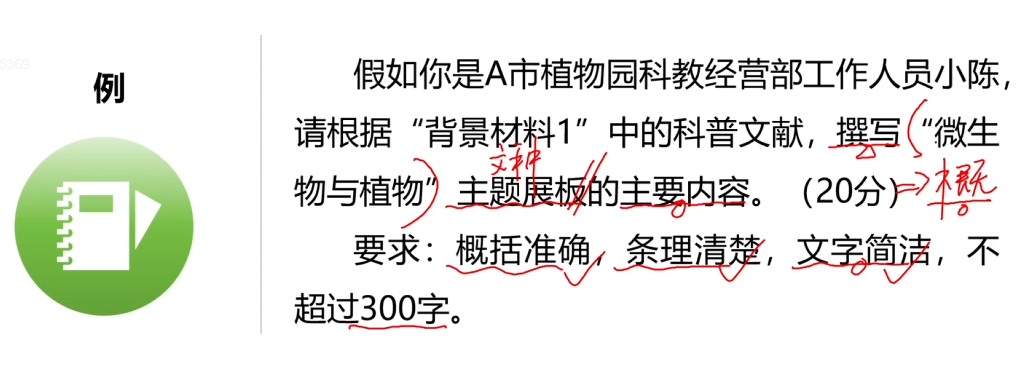 5369
例
假如你是A市植物园科教经营部工作人员小陈，
请根据“背景材料1”中的科普文献，撰写“微生
文种
物与植物”主题展板的主要内容。（20分）⇒概
要求：概括准确，条理清楚，文字简洁，不
超过300字。